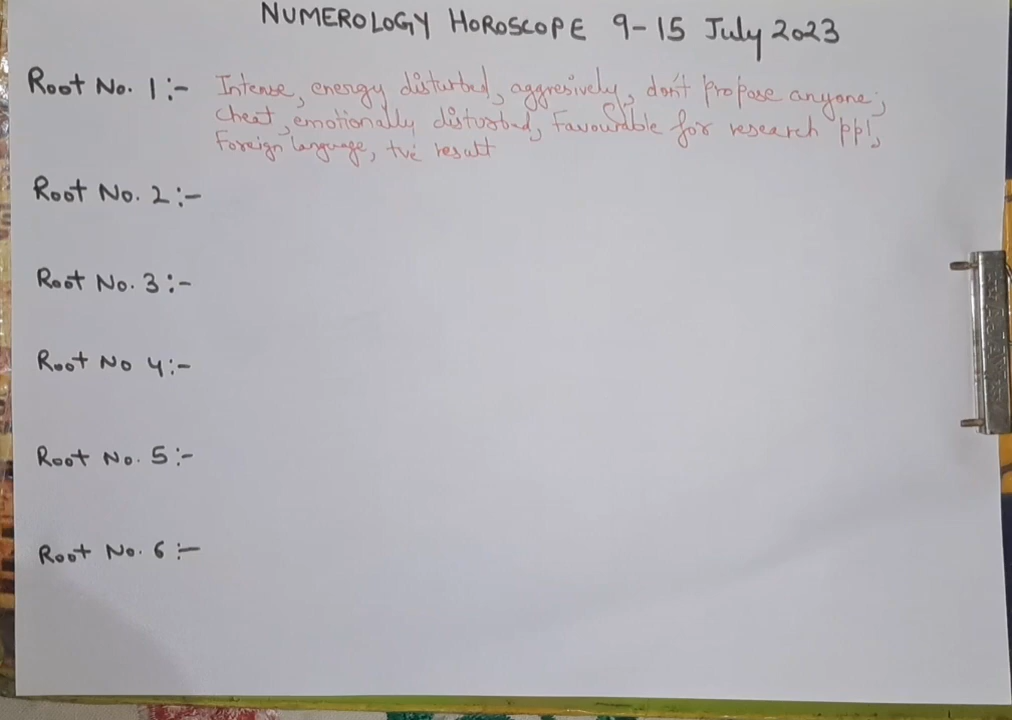 NUMEROLOGY HOROSCOPE 9-15 July 2023
Root No. 1:- Intense, energy disturbed, aggresively, don't propose anyone,
cheat, emotionally disturbed, Favourable for research ppl,
Foreign language, +ve result
Root No. 2:-
Root No. 3:-
Root No 4:-
Root No. 5:-
Root No. 6:-